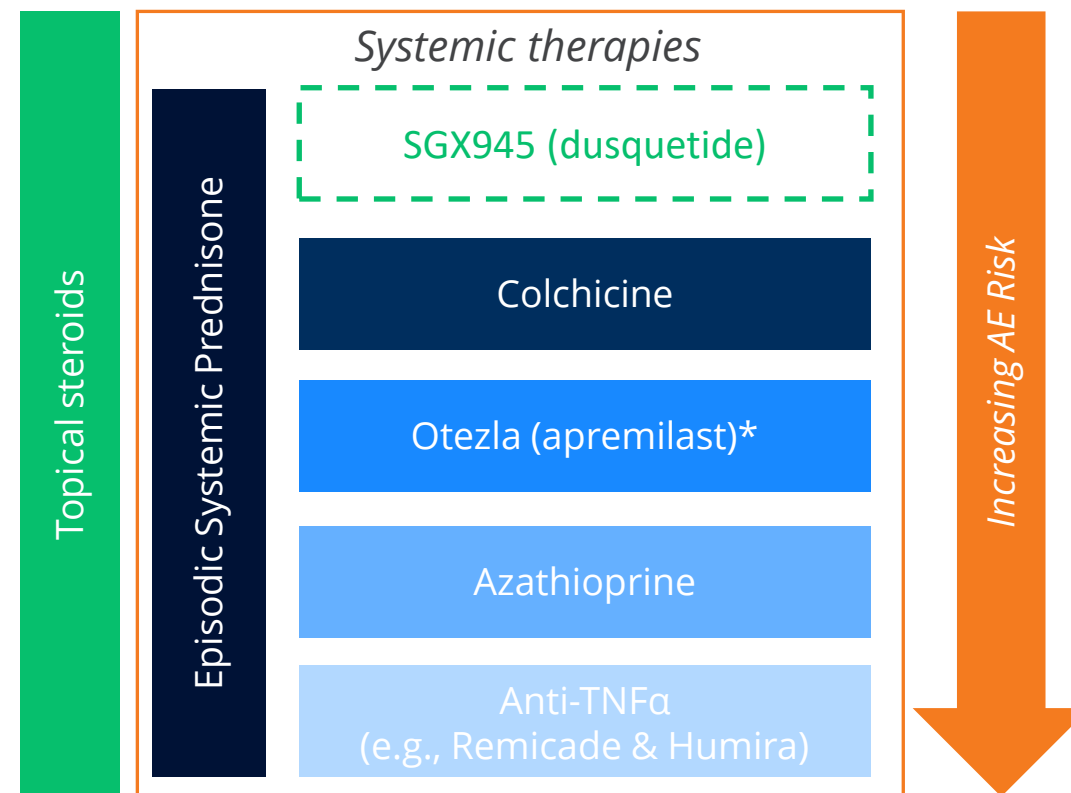 Systemic therapies
Topical steroids
Episodic Systemic Prednisone
SGX945 (dusquetide)
Colchicine
Otezla (apremilast)*
Azathioprine
Anti-TNFα
(e.g., Remicade & Humira)
Increasing AE Risk